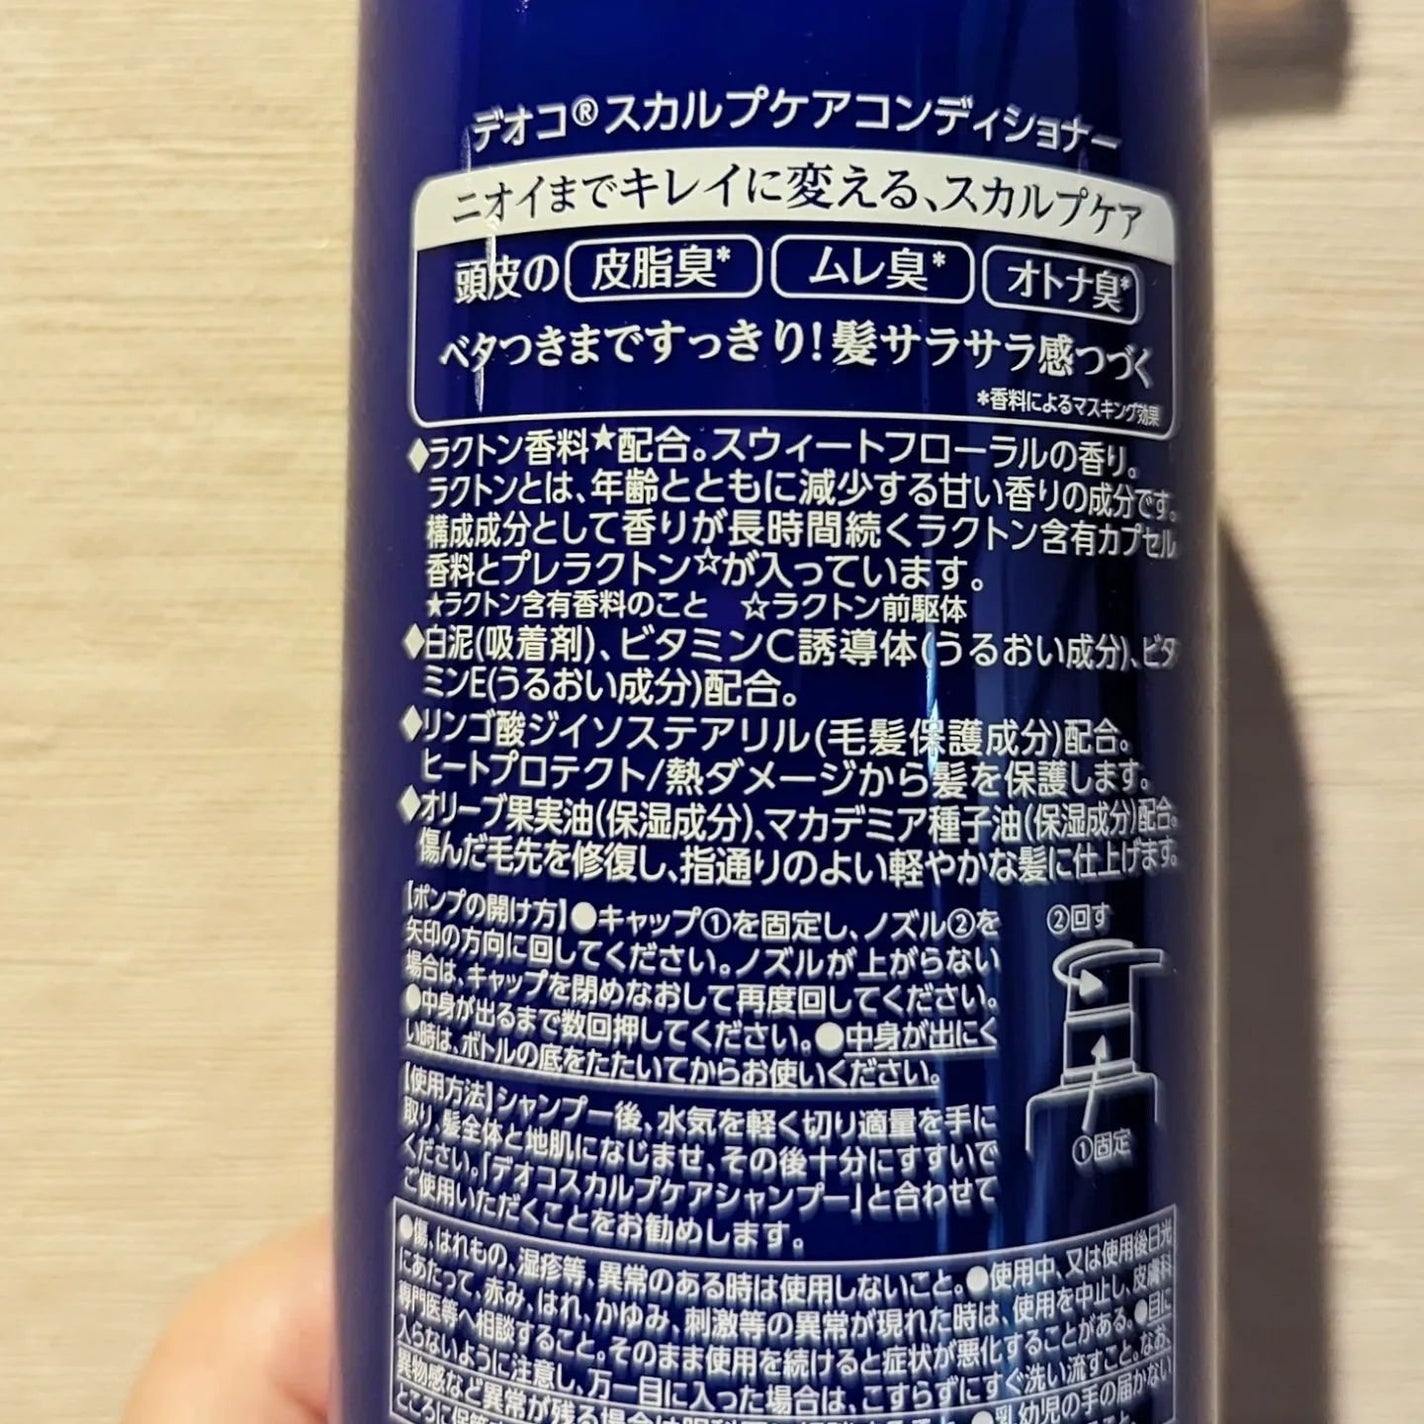 デオコ®スカルプケアコンディショナー
ニオイまでキレイに変える、スカルプケア
頭皮の 皮脂臭* ムレ臭* オトナ臭*
ベタつきまですっきり!髪サラサラ感つづく
*香料によるマスキング効果
◆ラクトン香料★配合。スウィートフローラルの香り。
ラクトンとは、年齢とともに減少する甘い香りの成分です。
構成成分として香りが長時間続くラクトン含有カプセル
香料とプレラクトン☆が入っています。
★ラクトン含有香料のこと ☆ラクトン前駆体
◆白泥(吸着剤)、ビタミンC誘導体(うるおい成分)、ビタ
ミンE(うるおい成分)配合。
◆リンゴ酸ジイソステアリル(毛髪保護成分)配合。
ヒートプロテクト/熱ダメージから髪を保護します。
◆オリーブ果実油(保湿成分)、マカデミア種子油(保湿成分)配合。
傷んだ毛先を修復し、指通りのよい軽やかな髪に仕上げます。
【ポンプの開け方】●キャップ①を固定し、ノズル②を
矢印の方向に回してください。ノズルが上がらない
場合は、キャップを閉めなおして再度回してください。
●中身が出るまで数回押してください。●中身が出にく
い時は、ボトルの底をたたいてからお使いください。
②回す
①固定
【使用方法】シャンプー後、水気を軽く切り適量を手に
取り、髪全体と地肌になじませ、その後十分にすすいで
ください。「デオコスカルプケアシャンプー」と合わせて
ご使用いただくことをお勧めします。
●傷、はれもの、湿疹等、異常のある時は使用しないこと。●使用中、又は使用後日光
にあたって、赤み、はれ、かゆみ、刺激等の異常が現れた時は、使用を中止し、皮膚科
専門医等へ相談すること。そのまま使用を続けると症状が悪化することがある。●目に
入らないように注意し、万一目に入った場合は、こすらずにすぐ洗い流すこと。なお、
異物感など異常が残る場合は眼科 ●乳幼児の手の届かない
ところに保管